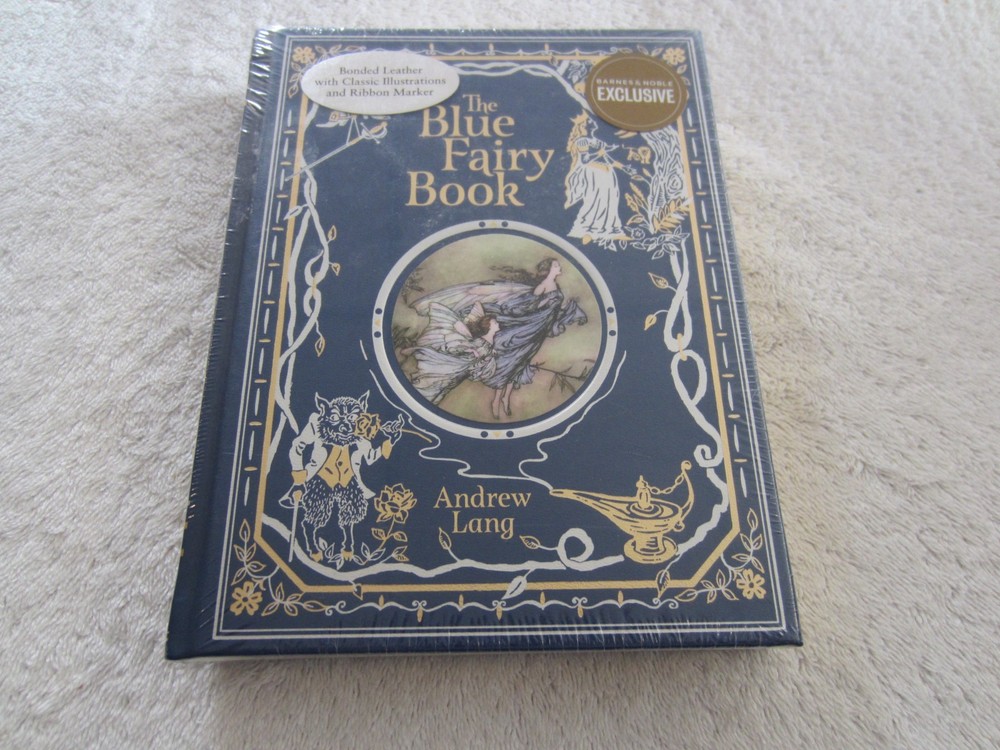 Bonded Leather
with Classic Illustrations
and Ribbon Marker
BARNES & NOBLE
EXCLUSIVE
The
Blue
Fairy
Book
Andrew
Lang